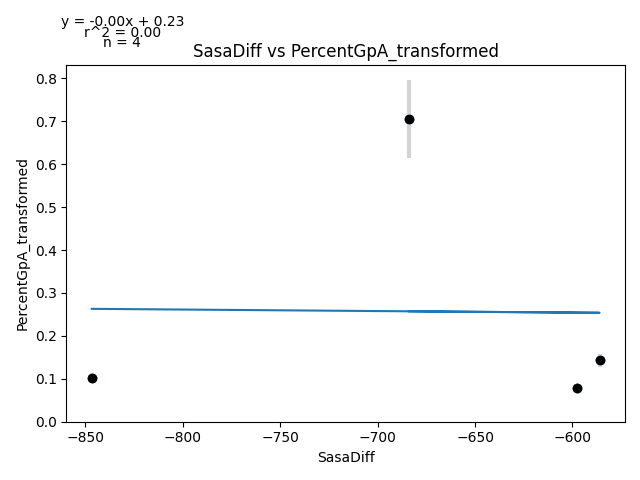 y = -0.00x + 0.23
r^2 = 0.00
n = 4
SasaDiff vs PercentGpA_transformed
0.8
0.7
0.6
0.5
0.4
0.3
0.2
0.1
0.0
PercentGpA_transformed
−850 −800 −750 −700 −650 −600
SasaDiff